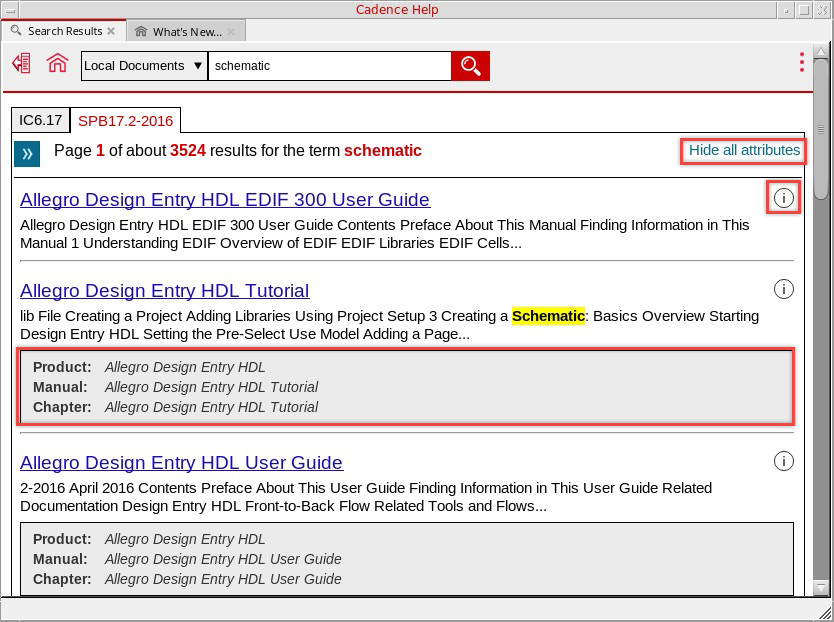 Cadence Help
Search Results
What's New...
Local Documents
schematic
IC6.17
SPB17.2-2016
Page 1 of about 3524 results for the term schematic
Hide all attributes
Allegro Design Entry HDL EDIF 300 User Guide
Allegro Design Entry HDL EDIF 300 User Guide Contents Preface About This Manual Finding Information in This
Manual 1 Understanding EDIF Overview of EDIF EDIF Libraries EDIF Cells...
Allegro Design Entry HDL Tutorial
lib File Creating a Project Adding Libraries Using Project Setup 3 Creating a Schematic: Basics Overview Starting
Design Entry HDL Setting the Pre-Select Use Model Adding a Page...
Product: Allegro Design Entry HDL
Manual: Allegro Design Entry HDL Tutorial
Chapter: Allegro Design Entry HDL Tutorial
Allegro Design Entry HDL User Guide
2-2016 April 2016 Contents Preface About This User Guide Finding Information in This User Guide Related
Documentation Design Entry HDL Front-to-Back Flow Related Tools and Flows...
Product: Allegro Design Entry HDL
Manual: Allegro Design Entry HDL User Guide
Chapter: Allegro Design Entry HDL User Guide